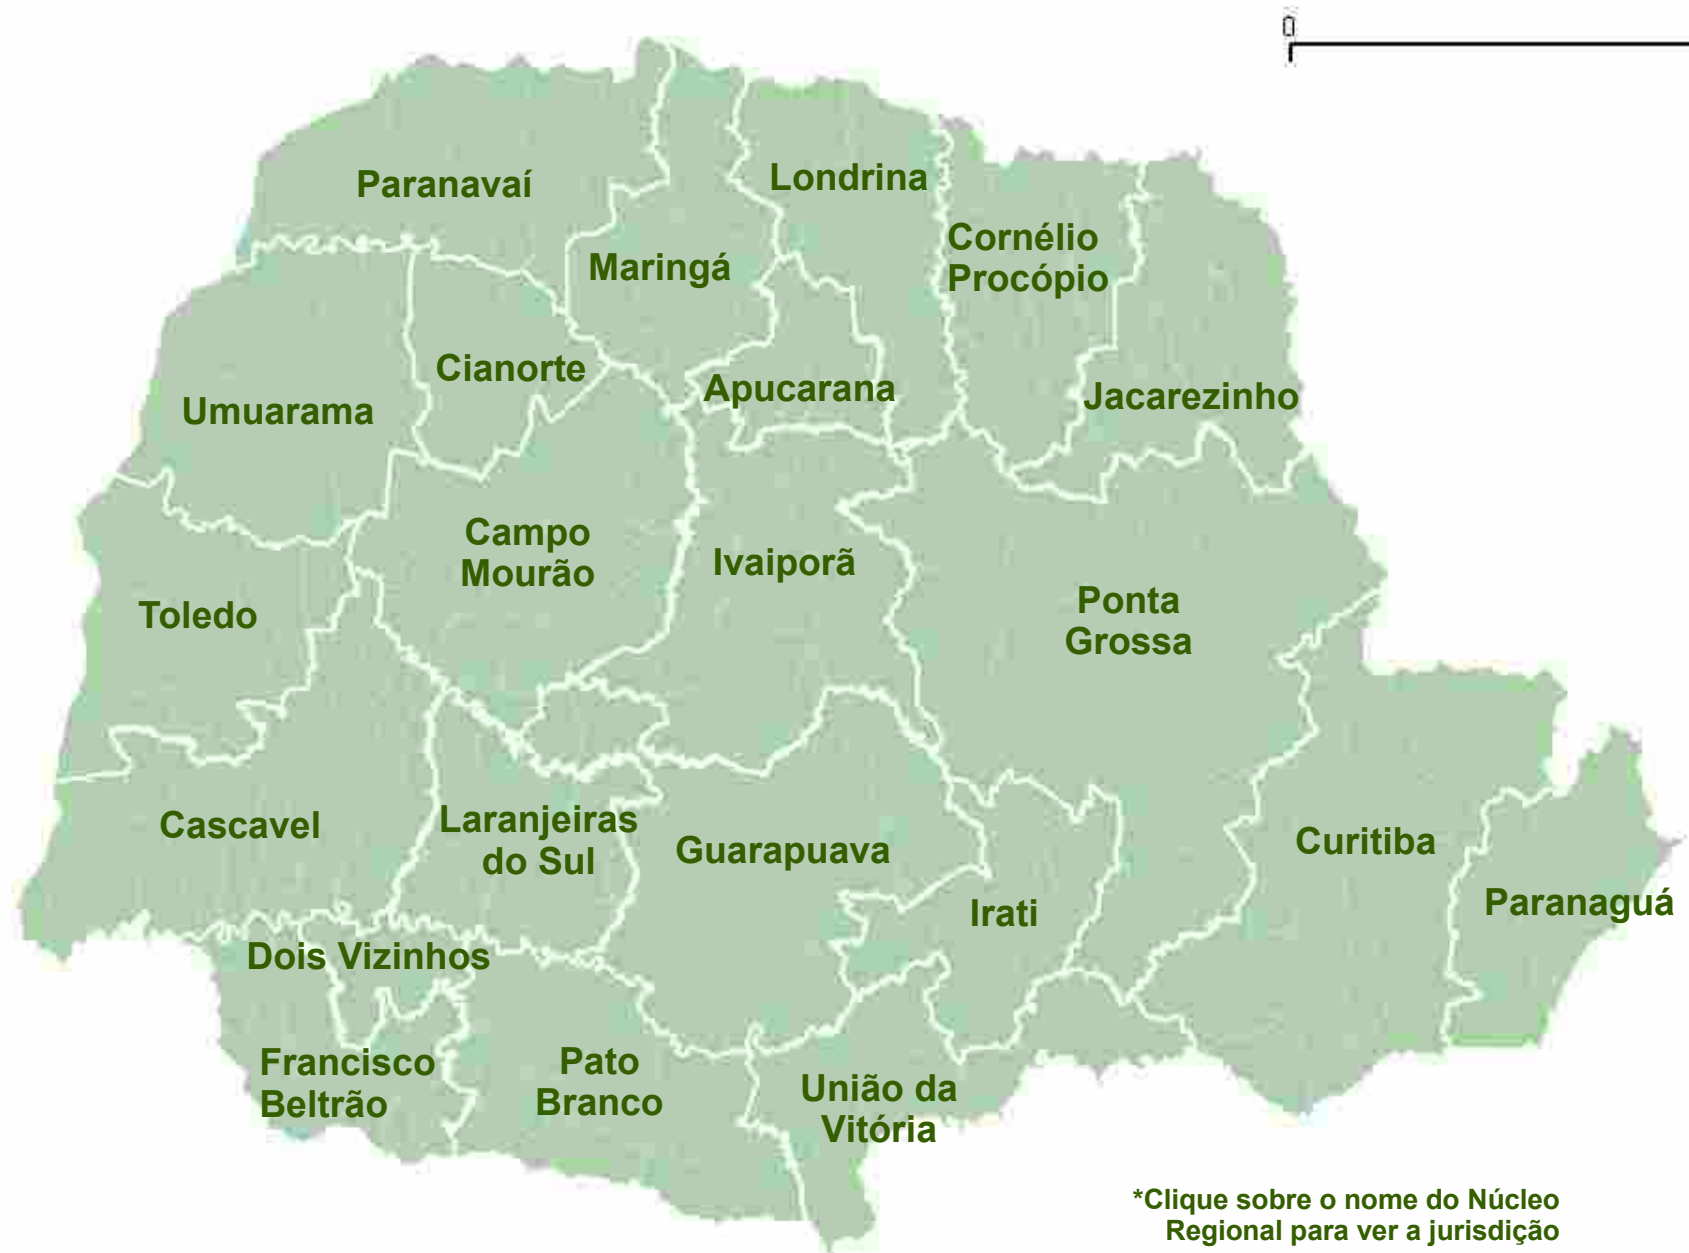 0
Paranavaí
Londrina
Cornélio
Procópio
Maringá
Cianorte
Apucarana
Jacarezinho
Umuarama
Campo
Mourão
Ivaiporã
Toledo
Ponta
Grossa
Cascavel
Laranjeiras
do Sul
Guarapuava
Curitiba
Irati
Paranaguá
Dois Vizinhos
Francisco
Beltrão
Pato
Branco
União da
Vitória
*Clique sobre o nome do Núcleo
Regional para ver a jurisdição